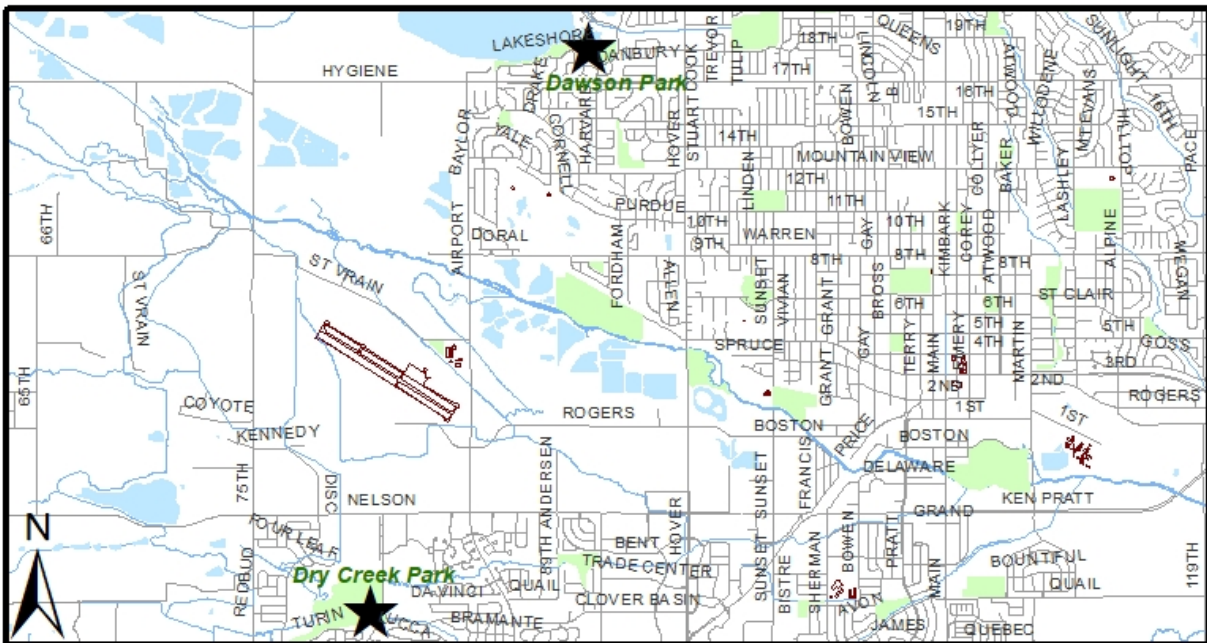 LAKESHORE
DANBURY
Dawson Park
HYGIENE
DRAKE
HARVARD
CORNELL
YALE
BAYLOR
AIRPORT
DORAL
PURDUE
FORDHAM
ALLEN
HOVER
STUART
COOK
TREVOR
TULIP
18TH
17TH
LINCOLN
QUEENS
19TH
SUNLIGHT
16TH
ATWOOD
WILLODENE
MT EVANS
HILLTOP
PACE
16TH
15TH
BOWEN
14TH
MOUNTAIN VIEW
COLLYER
BAKER
LASHLEY
ALPINE
MEGAN
LINDEN
12TH
11TH
10TH
9TH
WARREN
GAY
10TH
KIMBARK
COREY
ATWOOD
8TH
8TH
8TH
66TH
ST VRAIN
ST VRAIN
SUNSET
VIVIAN
GRANT
BROSS
6TH
6TH
ST CLAIR
5TH
4TH
5TH
GOSS
SPRUCE
GRANT
GAY
TERRY
MAIN
EMERY
MARTIN
3RD
2ND
2ND
ROGERS
1ST
1ST
65TH
COYOTE
KENNEDY
ROGERS
BOSTON
PRICE
BOSTON
DELAWARE
FRANCIS
75TH
DISC
NELSON
89TH
ANDERSEN
HOVER
SUNSET
SUNSET
KEN PRATT
GRAND
N
FOUR LEAF
REDBUD
Dry Creek Park
TURIN
YUCCA
DA VINCI
BRAMANTE
QUAIL
BENT
TRADE CENTER
CLOVER BASIN
SUNSET
BISTRE
SHERMAN
BOWEN
PRATT
MAIN
AVON
JAMES
BOUNTIFUL
QUAIL
QUEBEC
119TH